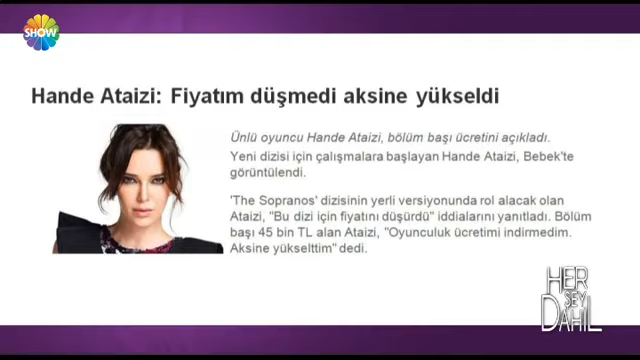 SHOW
Hande Ataizi: Fiyatım düşmedi aksine yükseldi
Ünlü oyuncu Hande Ataizi, bölüm başı ücretini açıkladı.
Yeni dizisi için çalışmalara başlayan Hande Ataizi, Bebek'te
görüntülendi.
'The Sopranos' dizisinin yerli versiyonunda rol alacak olan
Ataizi, "Bu dizi için fiyatını düşürdü" iddialarını yanıtladı. Bölüm
başı 45 bin TL alan Ataizi, "Oyunculuk ücretimi indirmedim.
Aksine yükselttim" dedi.
HER
ŞEY
DAHİL